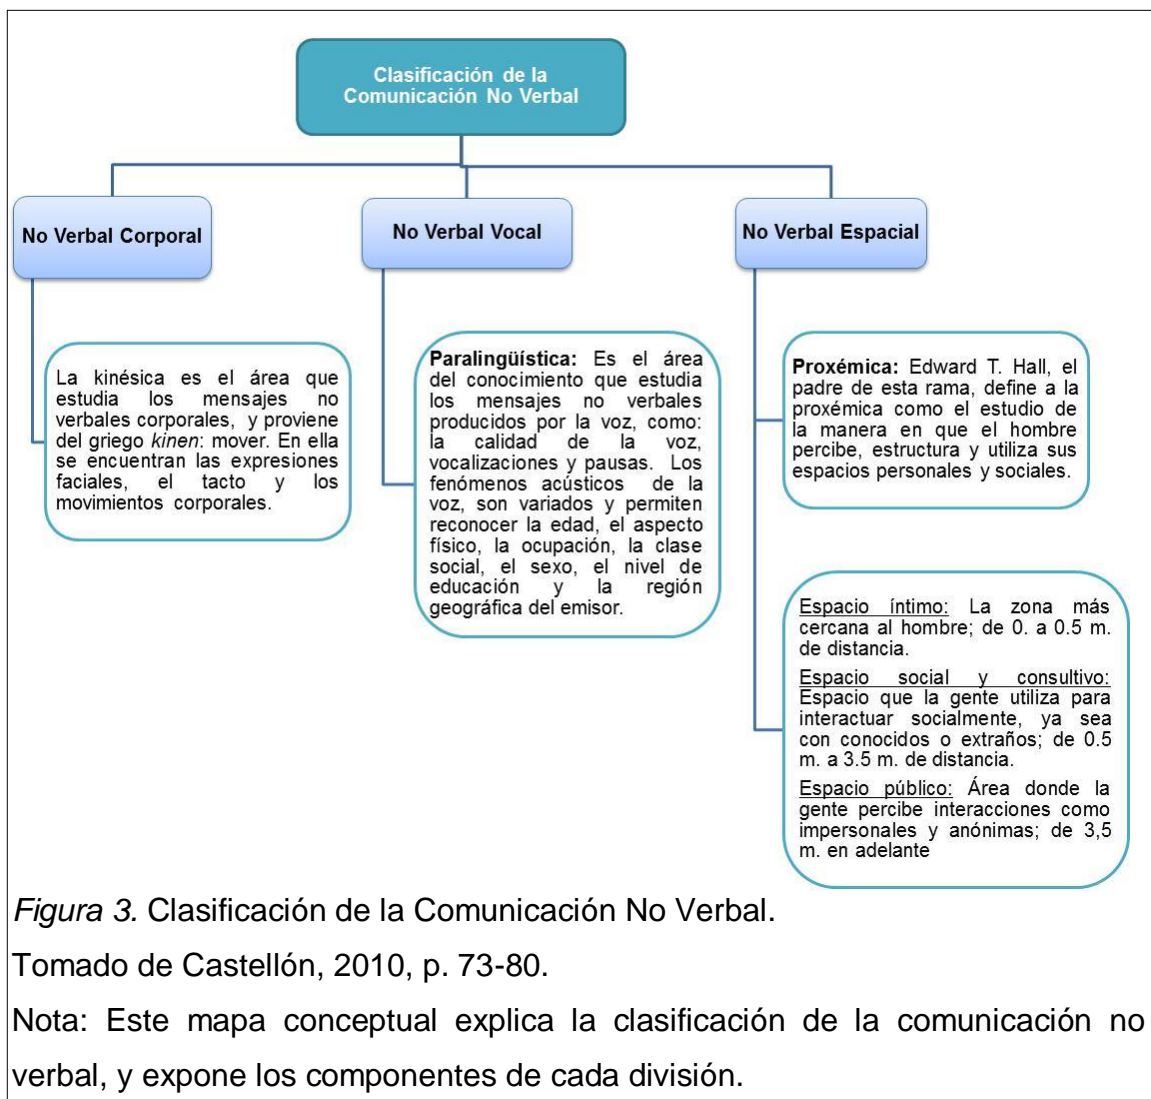 Clasificación de la
Comunicación No Verbal
No Verbal Corporal
La kinésica es el área que
estudia los mensajes no
verbales corporales, y proviene
del griego kinen: mover. En ella
se encuentran las expresiones
faciales, el tacto y los
movimientos corporales.
No Verbal Vocal
Paralingüística: Es el área
del conocimiento que estudia
los mensajes no verbales
producidos por la voz, como:
la calidad de la voz,
vocalizaciones y pausas. Los
fenómenos acústicos de la
voz, son variados y permiten
reconocer la edad, el aspecto
físico, la ocupación, la clase
social, el sexo, el nivel de
educación y la región
geográfica del emisor.
No Verbal Espacial
Proxémica: Edward T. Hall, el
padre de esta rama, define a la
proxémica como el estudio de
la manera en que el hombre
percibe, estructura y utiliza sus
espacios personales y sociales.
Espacio íntimo: La zona más
cercana al hombre; de 0. a 0.5 m.
de distancia.
Espacio social y consultivo:
Espacio que la gente utiliza para
interactuar socialmente, ya sea
con conocidos o extraños; de 0.5
m. a 3.5 m. de distancia.
Espacio público: Área donde la
gente percibe interacciones como
impersonales y anónimas; de 3,5
m. en adelante
Figura 3. Clasificación de la Comunicación No Verbal.
Tomado de Castellón, 2010, p. 73-80.
Nota: Este mapa conceptual explica la clasificación de la comunicación no
verbal, y expone los componentes de cada división.